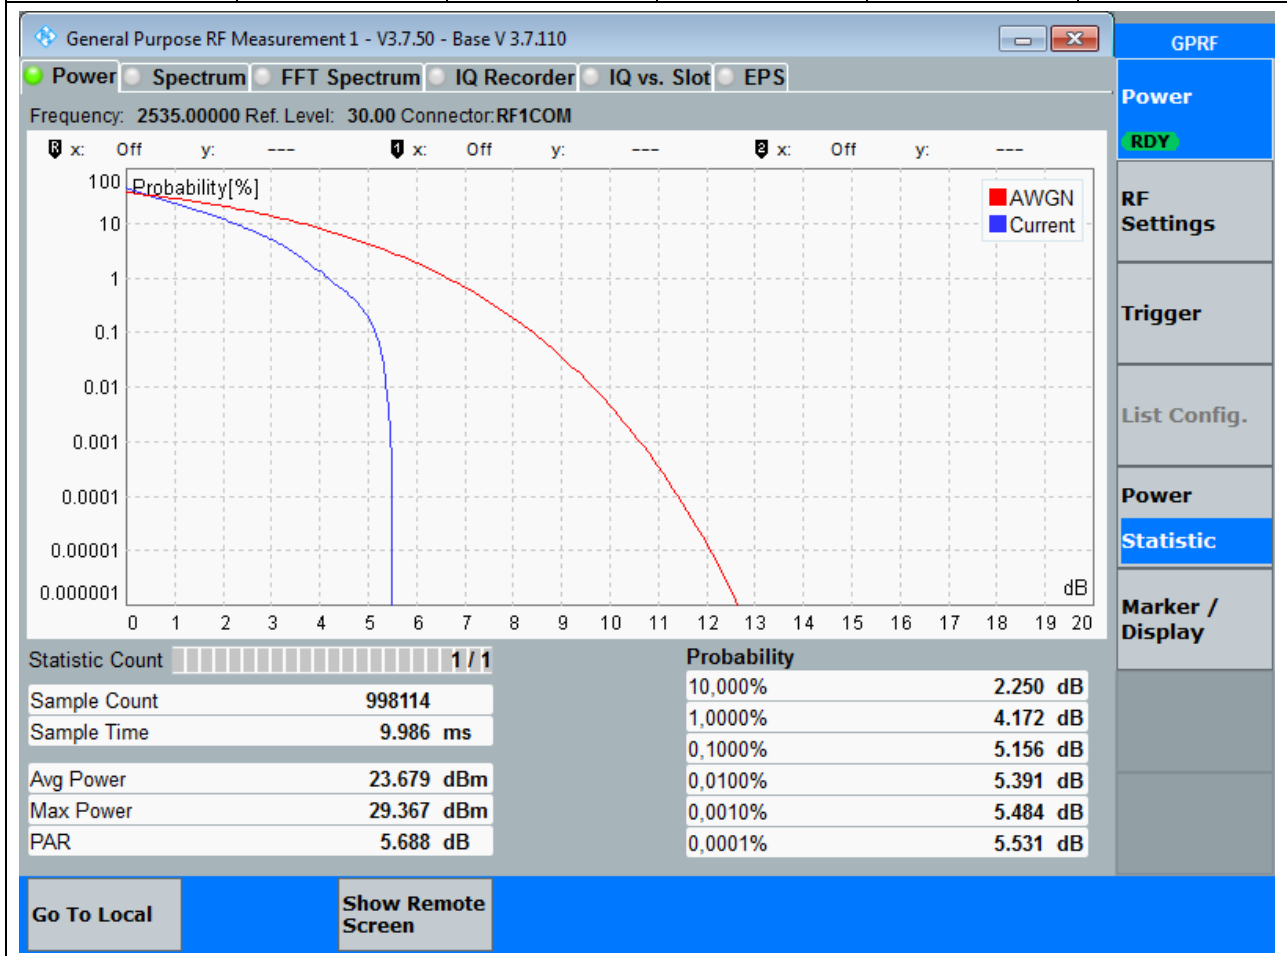 General Purpose RF Measurement 1 - V3.7.50 - Base V 3.7.110
GPRF
Power Spectrum FFT Spectrum IQ Recorder IQ vs. Slot EPS
Frequency: 2535.00000 Ref. Level: 30.00 Connector: RF1COM
R x: Off y: --- 1 x: Off y: --- 2 x: Off y: ---
Probability[%]
100
10
1
0.1
0.01
0.001
0.0001
0.00001
0.000001
AWGN
Current
dB
0 1 2 3 4 5 6 7 8 9 10 11 12 13 14 15 16 17 18 19 20
Statistic Count 1 / 1
Sample Count 998114
Sample Time 9.986 ms
Avg Power 23.679 dBm
Max Power 29.367 dBm
PAR 5.688 dB
Probability
10,000% 2.250 dB
1,0000% 4.172 dB
0,1000% 5.156 dB
0,0100% 5.391 dB
0,0010% 5.484 dB
0,0001% 5.531 dB
Power
RDY
RF
Settings
Trigger
List Config.
Power
Statistic
Marker /
Display
Go To Local
Show Remote
Screen